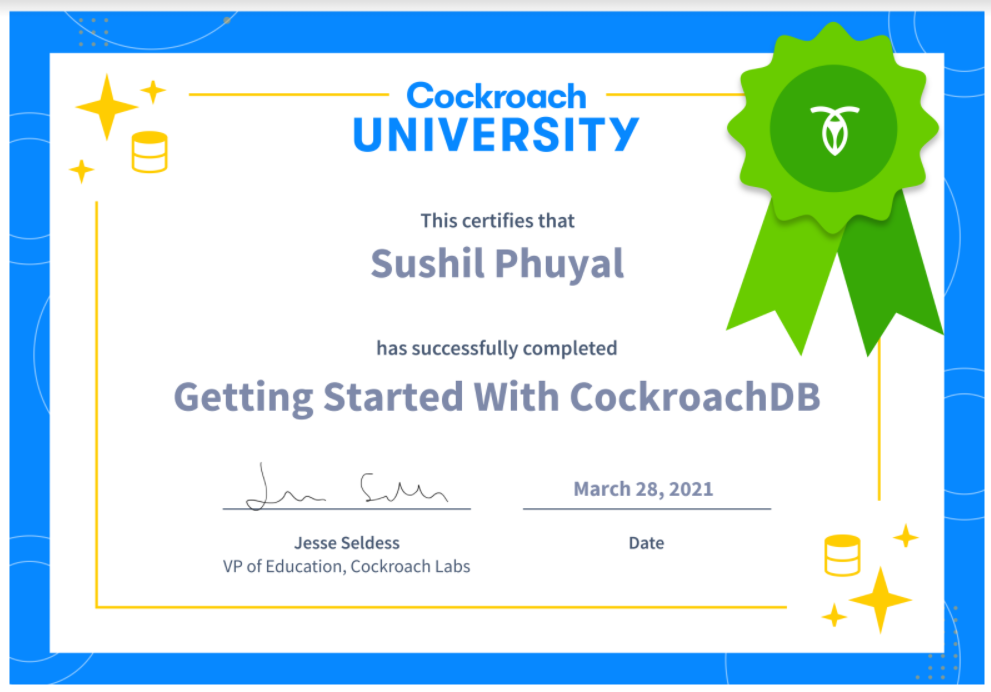 Cockroach
UNIVERSITY
This certifies that
Sushil Phuyal
has successfully completed
Getting Started With CockroachDB
March 28, 2021
Jesse Seldess
Date
VP of Education, Cockroach Labs